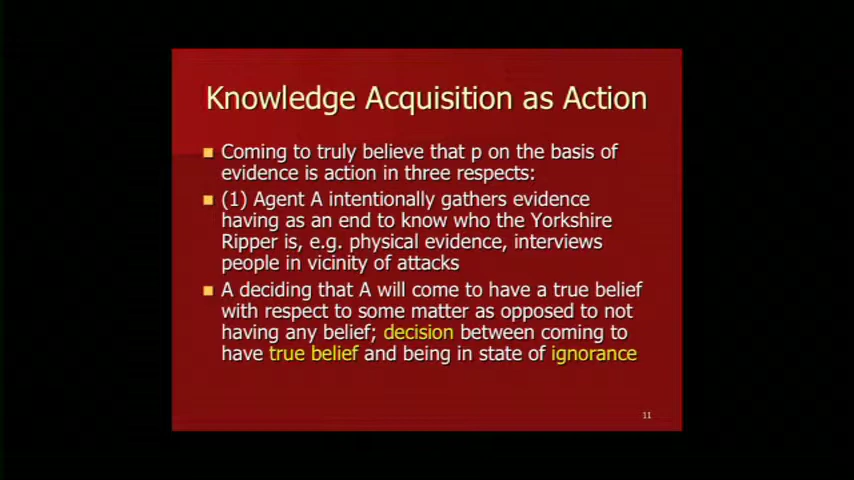 Knowledge Acquisition as Action
Coming to truly believe that p on the basis of
evidence is action in three respects:
(1) Agent A intentionally gathers evidence
having as an end to know who the Yorkshire
Ripper is, e.g. physical evidence, interviews
people in vicinity of attacks
A deciding that A will come to have a true belief
with respect to some matter as opposed to not
having any belief; decision between coming to
have true belief and being in state of ignorance
11